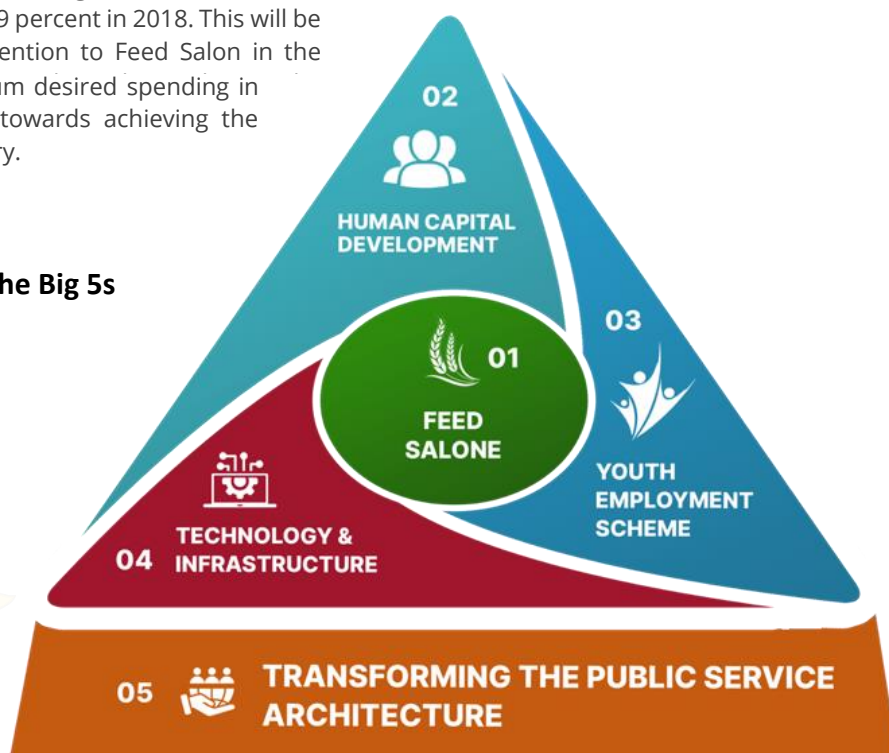 9 percent in 2018. This will be
to Feed Salon in the
desired spending in
towards achieving the
he Big 5s
02
HUMAN CAPITAL
DEVELOPMENT
03
YOUTH
EMPLOYMENT
SCHEME
01
FEED
SALONE
04
TECHNOLOGY &
INFRASTRUCTURE
05
TRANSFORMING THE PUBLIC SERVICE
ARCHITECTURE